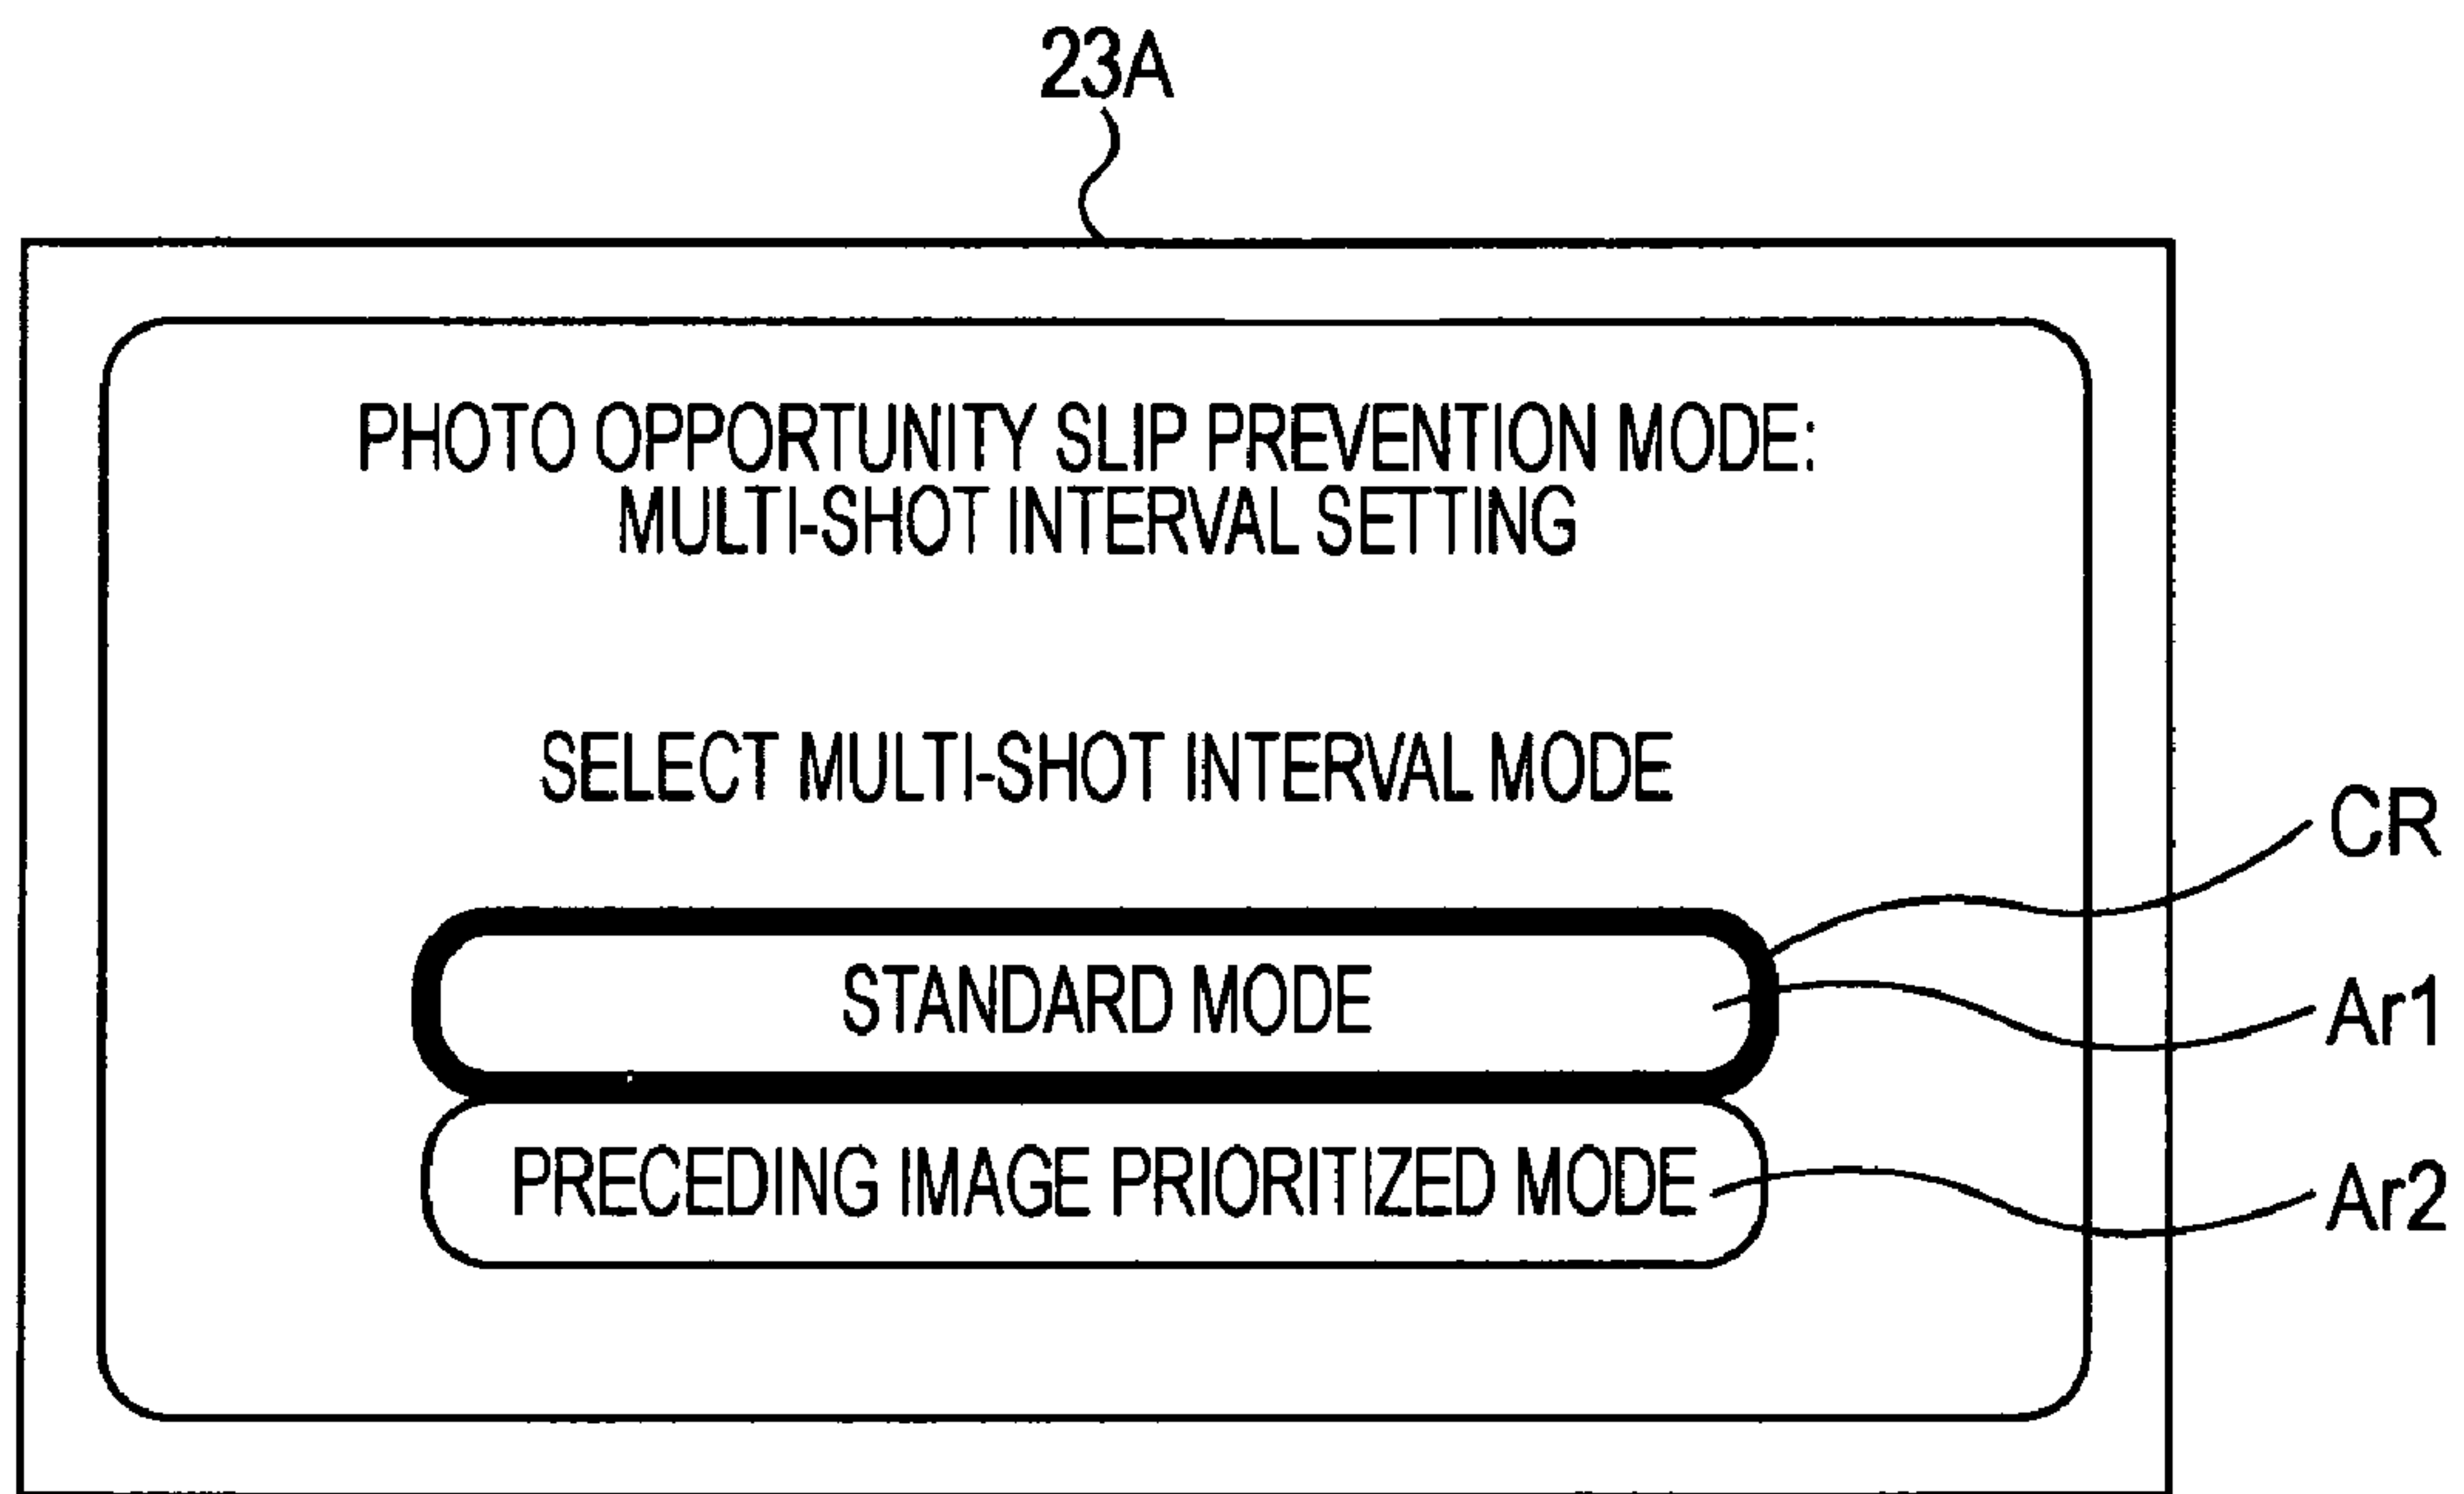 23A
PHOTO OPPORTUNITY SLIP PREVENTION MODE:
MULTI-SHOT INTERVAL SETTING
SELECT MULTI-SHOT INTERVAL MODE
CR
STANDARD MODE
Ar1
PRECEDING IMAGE PRIORITIZED MODE
Ar2